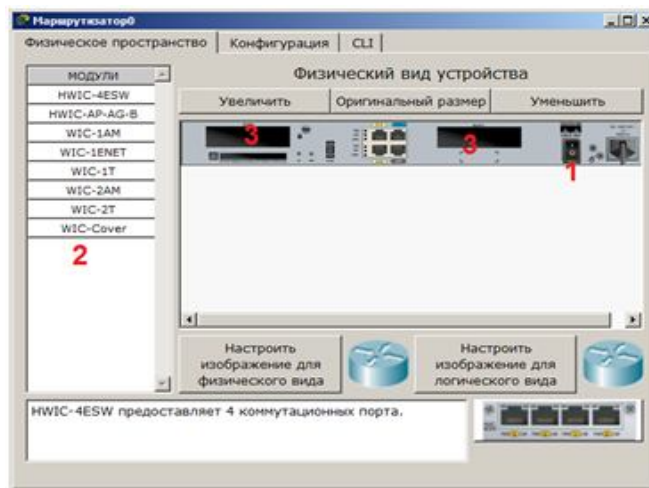 Маршрутизатор0
Физическое пространство Конфигурация CLI
МОДУЛИ
HWIC-4ESW
HWIC-AP-AG-B
WIC-1AM
WIC-1ENET
WIC-1T
WIC-2AM
WIC-2T
WIC-Cover
2
Физический вид устройства
Увеличить Оригинальный размер Уменьшить
3 3 1
Настроить
изображение для
физического вида
Настроить
изображение для
логического вида
HWIC-4ESW предоставляет 4 коммутационных порта.